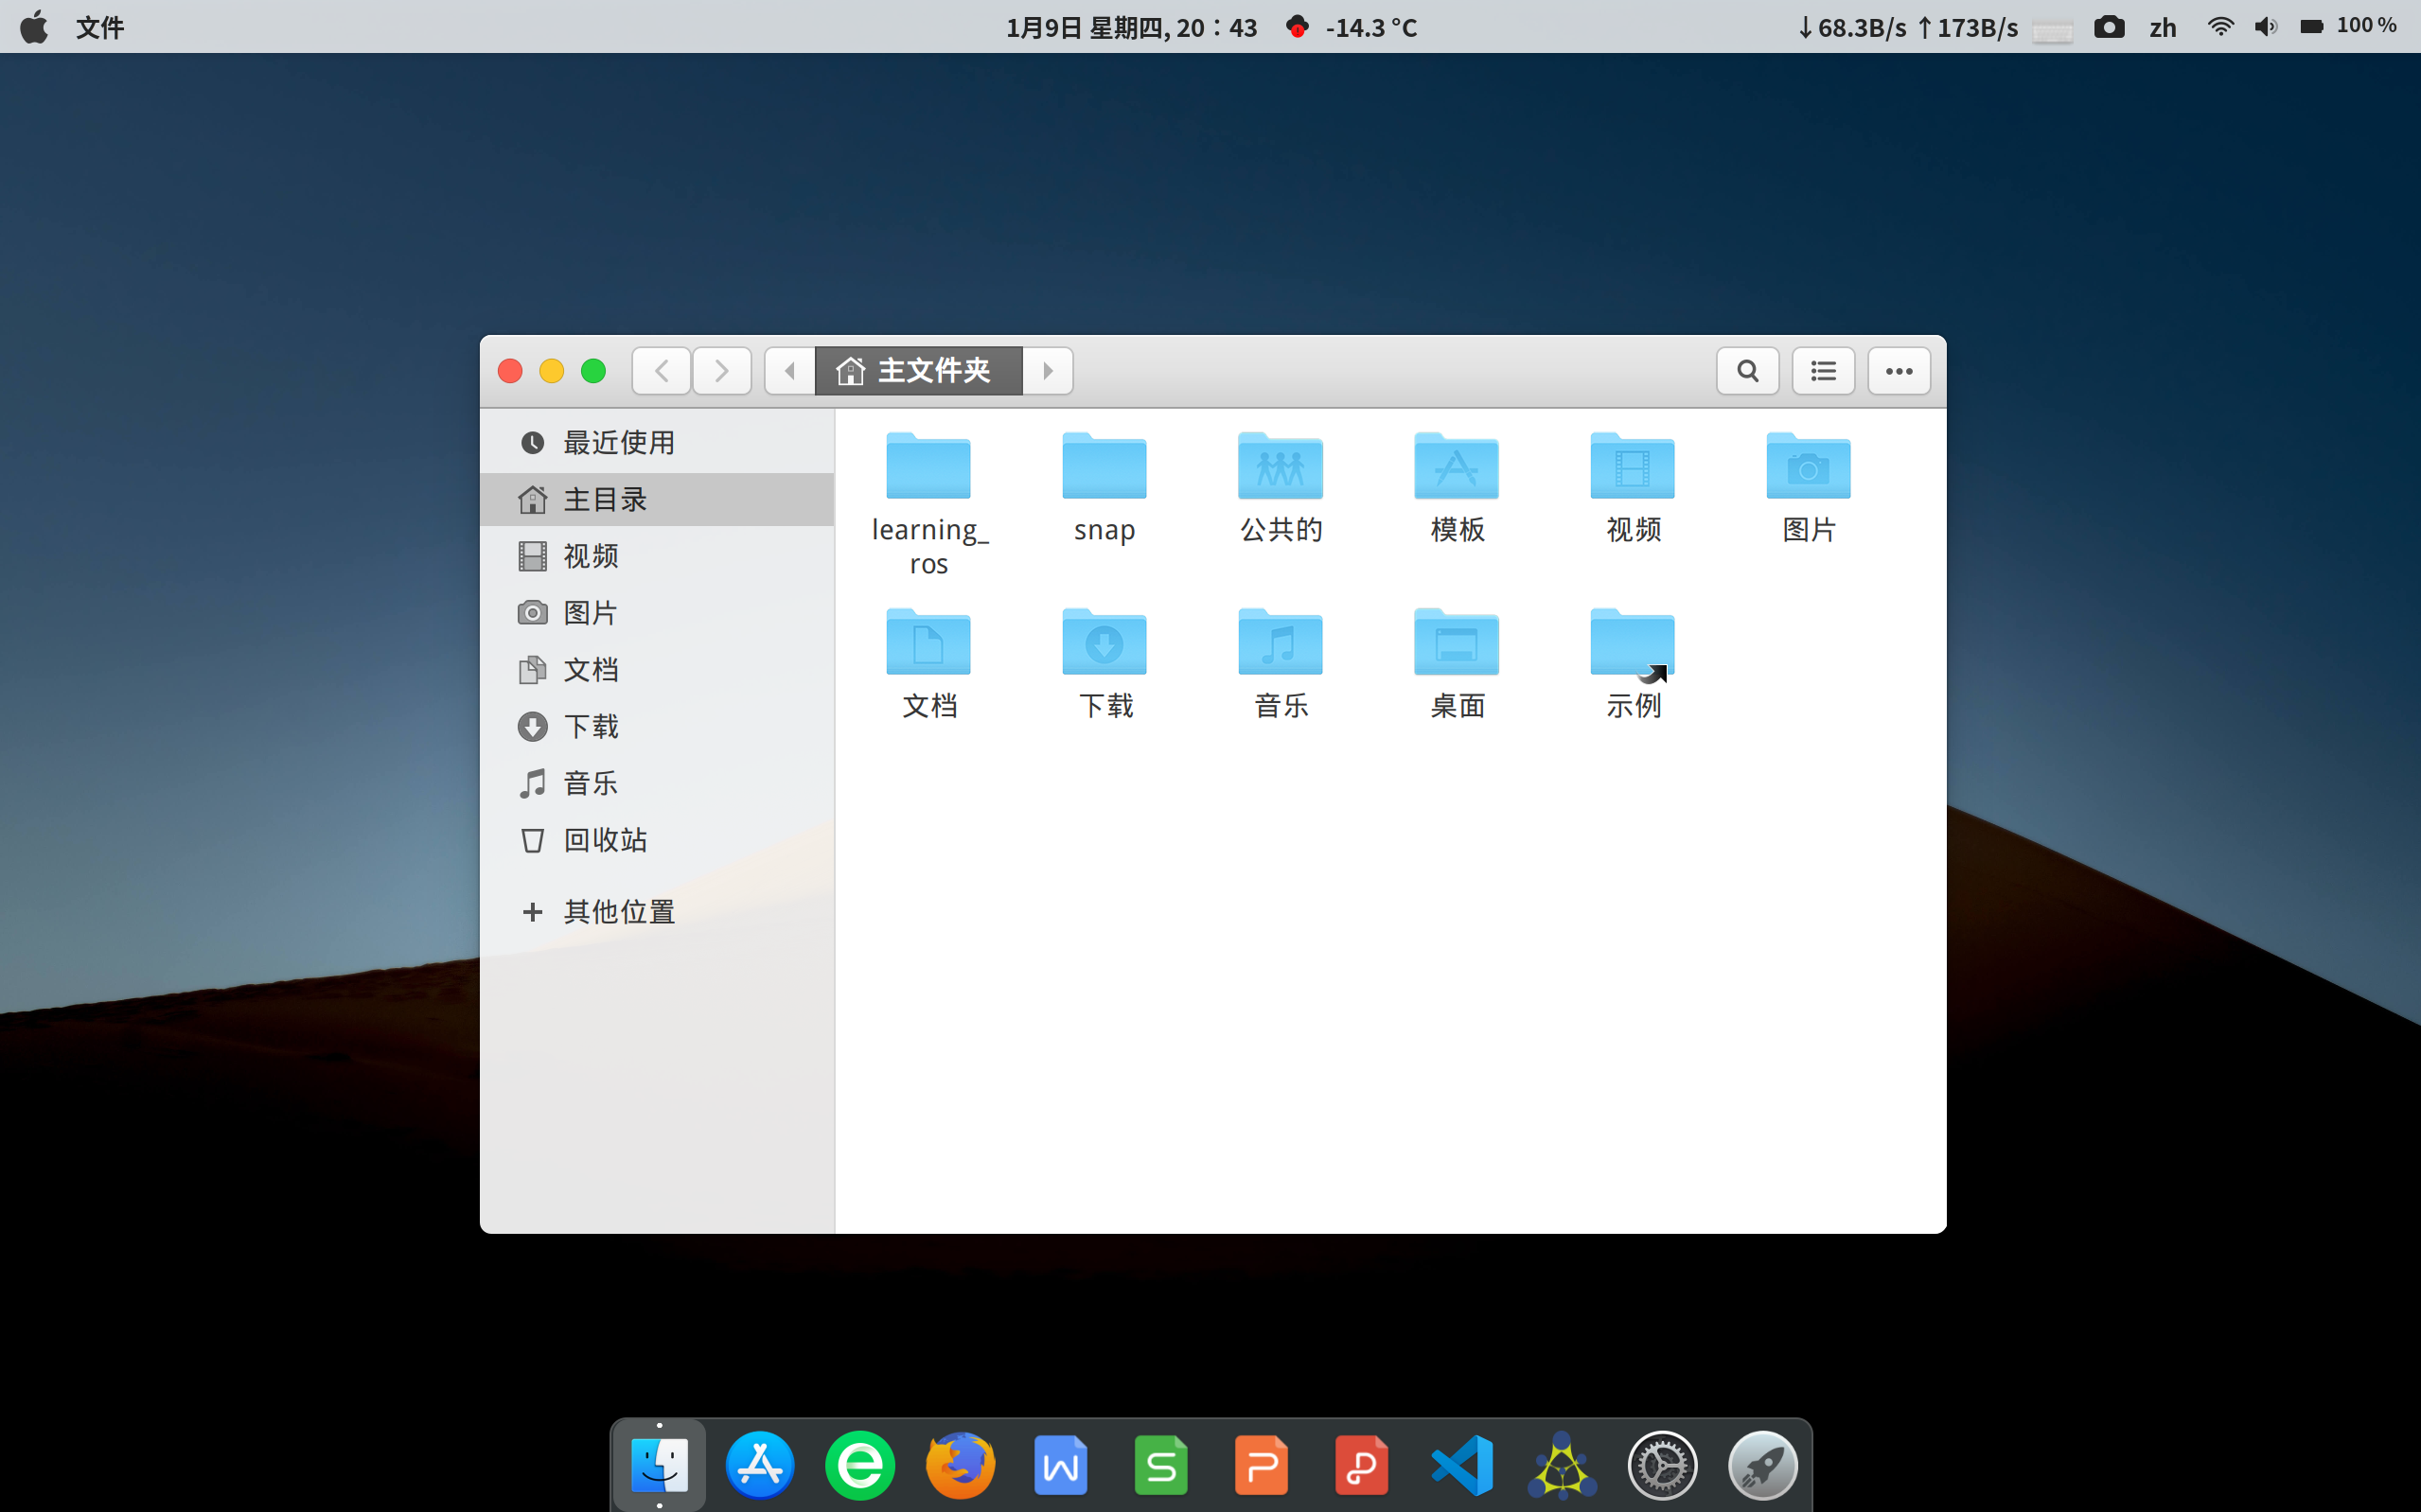 文件
1月9日 星期四, 20：43
-14.3 °C
↓68.3B/s ↑173B/s
zh
100 %
主文件夹
最近使用
主目录
视频
图片
文档
下载
音乐
回收站
其他位置
learning_
ros
snap
公共的
模板
视频
图片
文档
下载
音乐
桌面
示例